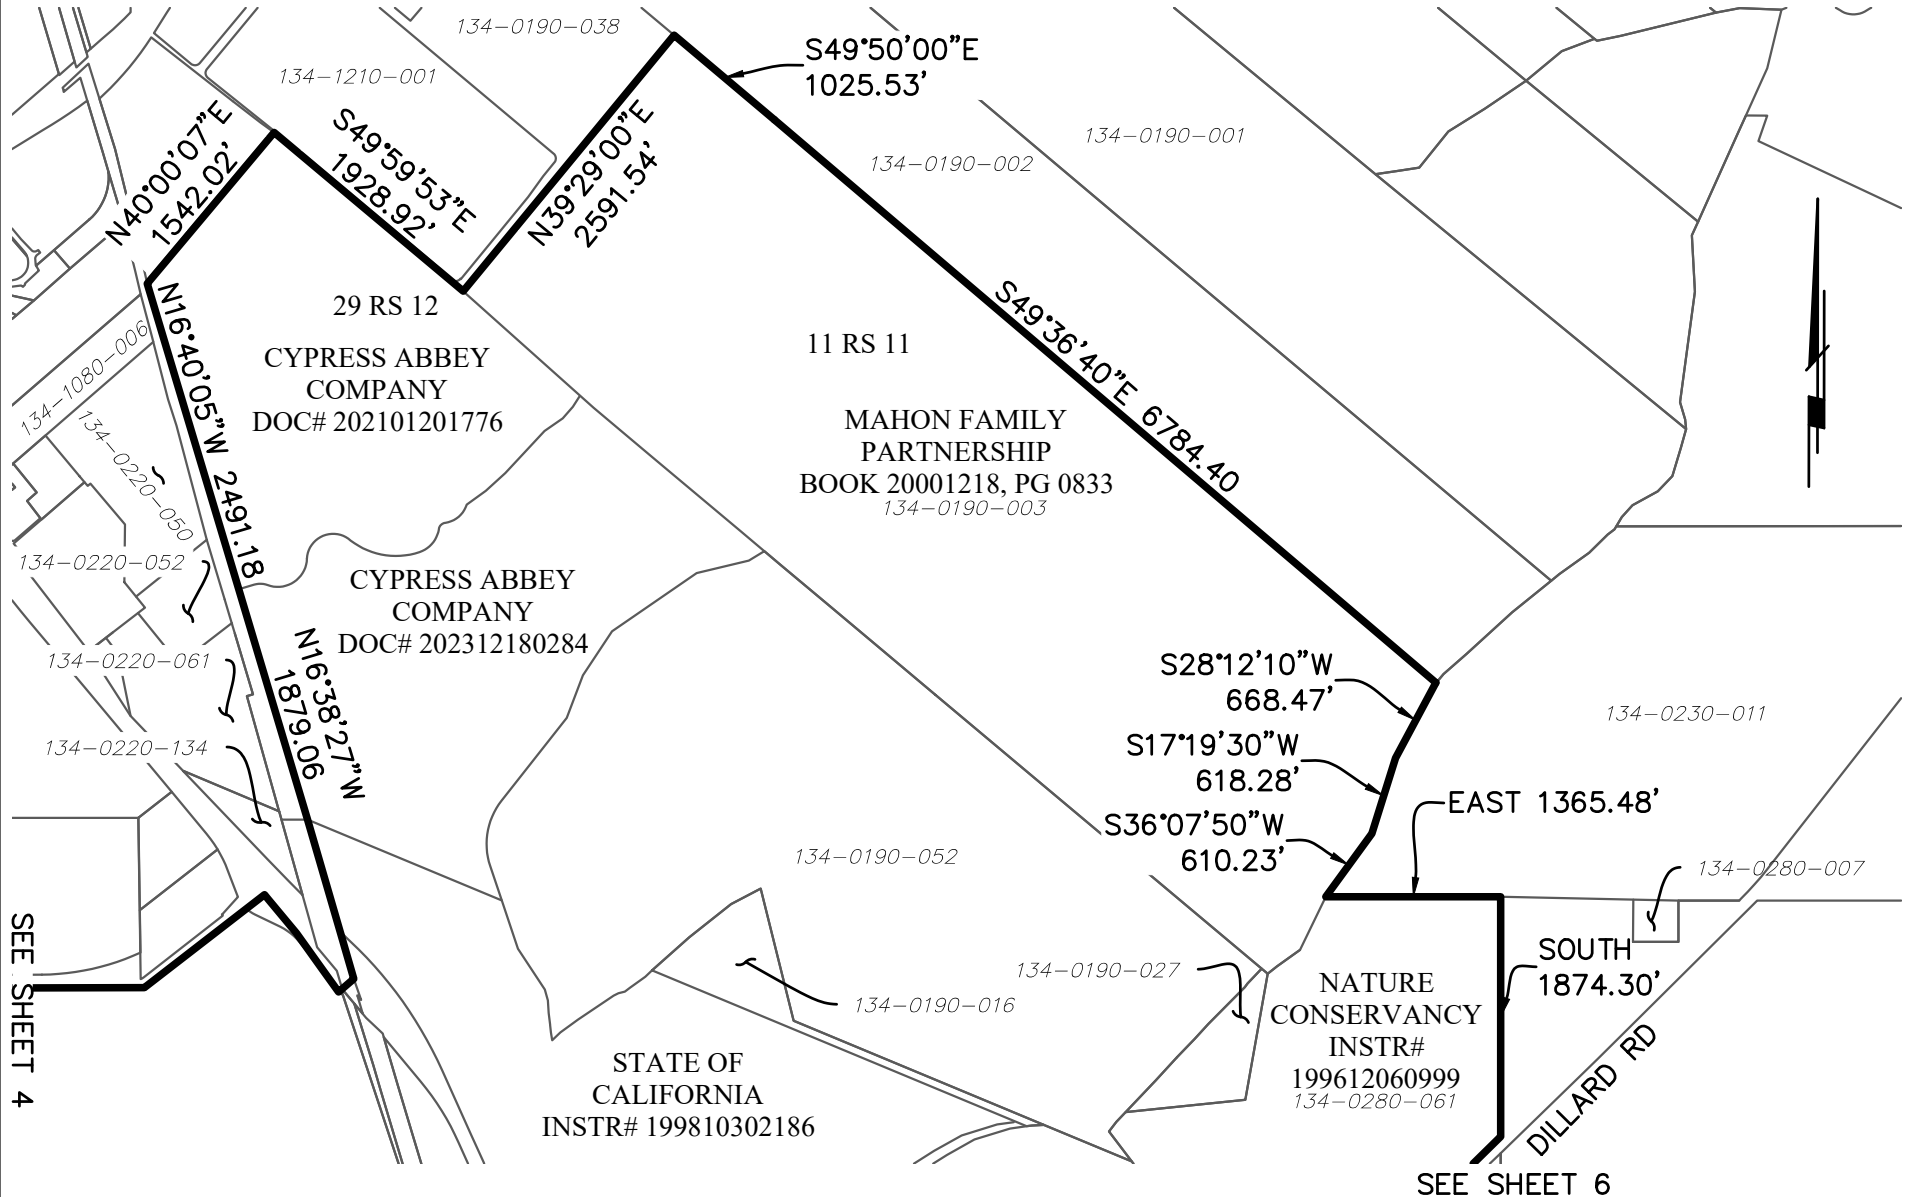 134-0190-038
134-1210-001
S49°50'00"E
1025.53'
N40°00'07"E
1542.02'
S49°59'53"E
1928.92'
N39°29'00"E
2591.54'
134-0190-001
134-0190-002
29 RS 12
CYPRESS ABBEY
COMPANY
DOC# 202101201776
11 RS 11
MAHON FAMILY
PARTNERSHIP
BOOK 20001218, PG 0833
134-0190-003
S49°36'40"E 6784.40
N16°40'05"W 2491.18
134-1080-006
134-0220-050
134-0220-052
CYPRESS ABBEY
COMPANY
DOC# 202312180284
N16°38'27"W
1879.06
134-0220-061
134-0220-134
S28°12'10"W
668.47'
S17°19'30"W
618.28'
S36°07'50"W
610.23'
134-0230-011
EAST 1365.48'
134-0280-007
134-0190-052
SOUTH
1874.30'
134-0190-027
134-0190-016
NATURE
CONSERVANCY
INSTR#
199612060999
134-0280-061
STATE OF
CALIFORNIA
INSTR# 199810302186
DILLARD RD
SEE SHEET 4
SEE SHEET 6